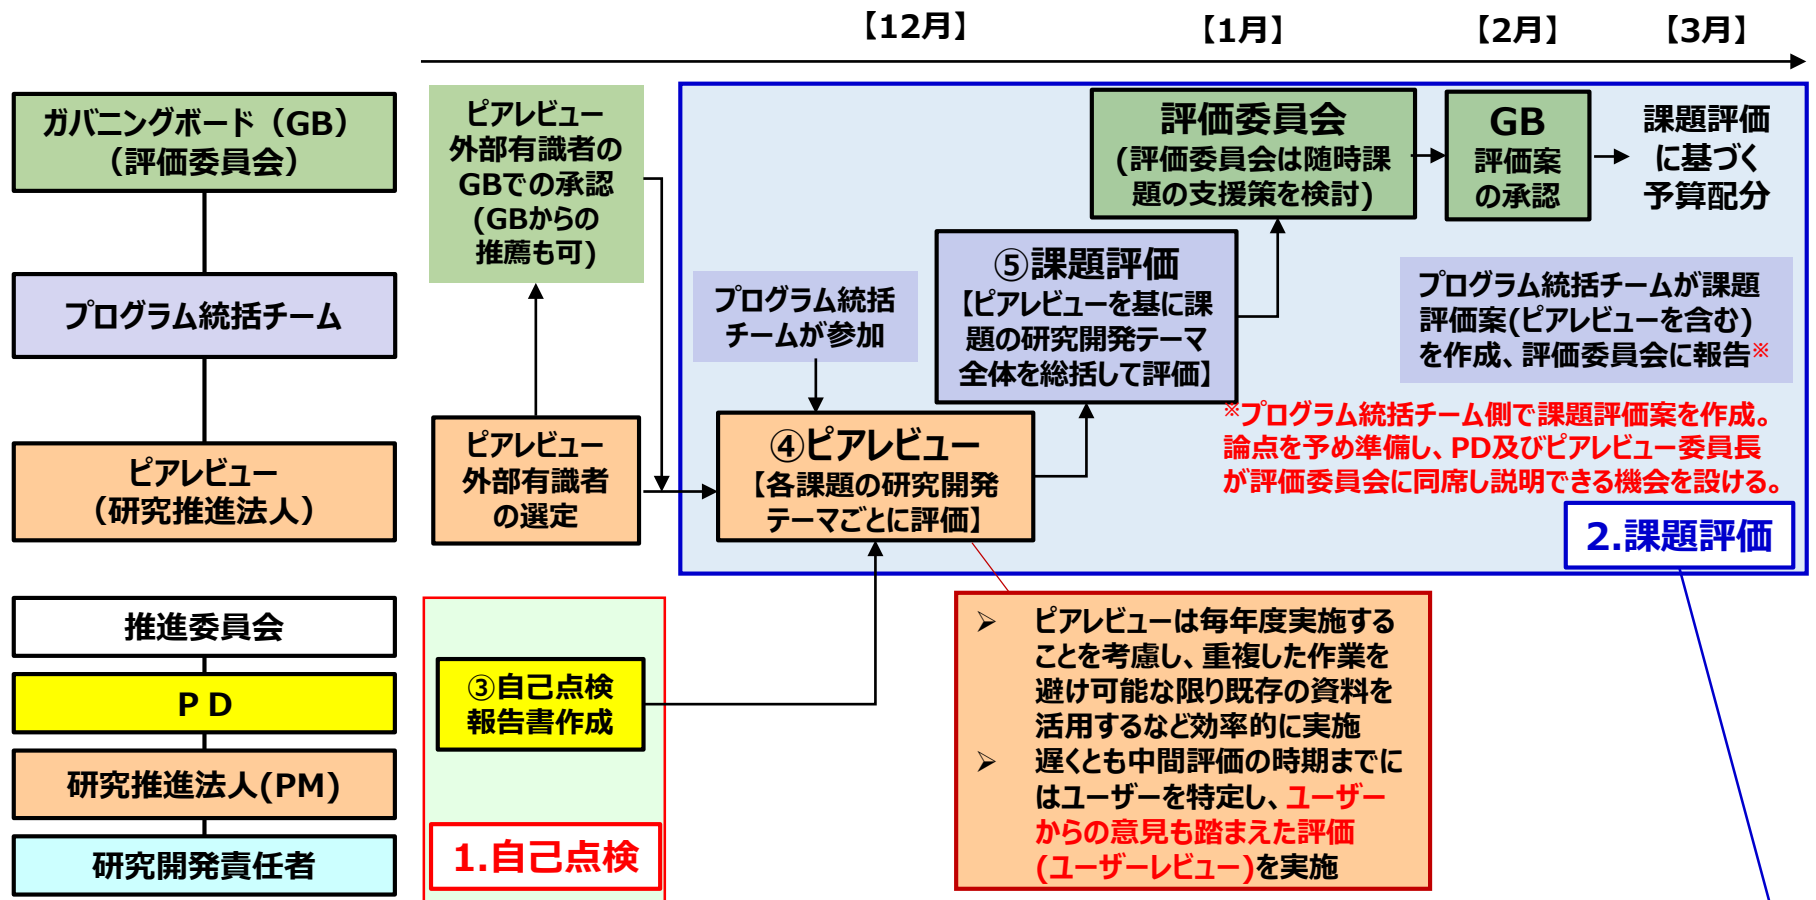 【12月】
【1月】
【2月】
【3月】
ガバニングボード（GB）
（評価委員会）
プログラム統括チーム
ピアレビュー
（研究推進法人）
推進委員会
ＰＤ
研究推進法人(PM)
研究開発責任者
ピアレビュー
外部有識者の
GBでの承認
(GBからの
推薦も可)
ピアレビュー
外部有識者
の選定
③自己点検
報告書作成
1.自己点検
プログラム統括
チームが参加
④ピアレビュー
【各課題の研究開発
テーマごとに評価】
⑤課題評価
【ピアレビューを基に課
題の研究開発テーマ
全体を総括して評価】
評価委員会
(評価委員会は随時課
題の支援策を検討)
GB
評価案
の承認
課題評価
に基づく
予算配分
プログラム統括チームが課題
評価案(ピアレビューを含む)
を作成、評価委員会に報告※
※プログラム統括チーム側で課題評価案を作成。
論点を予め準備し、PD及びピアレビュー委員長
が評価委員会に同席し説明できる機会を設ける。
2.課題評価
➢ ピアレビューは毎年度実施する
ことを考慮し、重複した作業を
避け可能な限り既存の資料を
活用するなど効率的に実施
➢ 遅くとも中間評価の時期までに
はユーザーを特定し、ユーザー
からの意見も踏まえた評価
(ユーザーレビュー)を実施